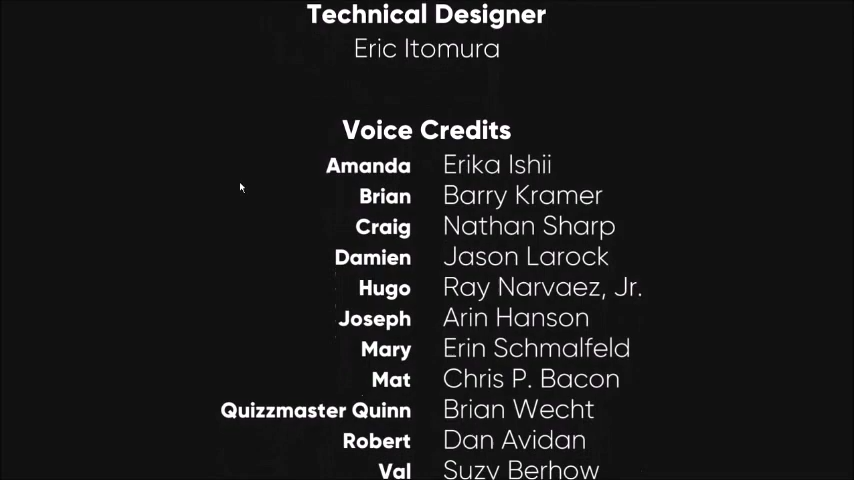 Technical Designer
Eric Itomura
Voice Credits
Amanda Erika Ishii
Brian Barry Kramer
Craig Nathan Sharp
Damien Jason Larock
Hugo Ray Narvaez, Jr.
Joseph Arin Hanson
Mary Erin Schmalfeld
Mat Chris P. Bacon
Quizzmaster Quinn Brian Wecht
Robert Dan Avidan
Val Suzy Berhow